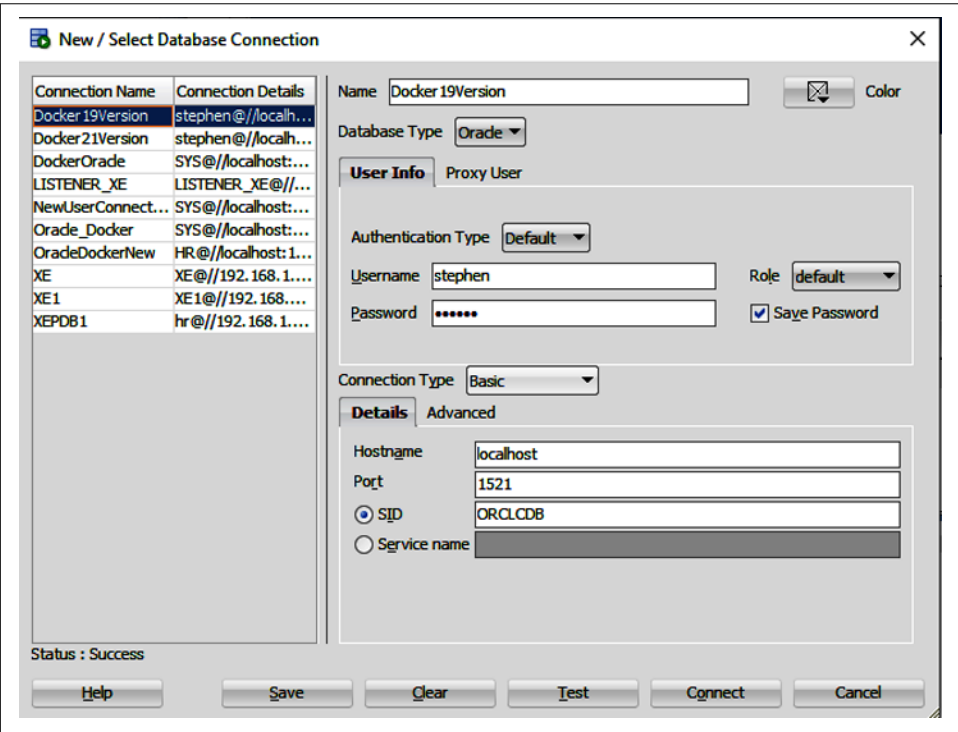 New / Select Database Connection
Connection Name Connection Details
Docker19Version stephen@//localh...
Docker21Version stephen@//localh...
DockerOracle SYS@//localhost:...
LISTENER_XE LISTENER_XE@//...
NewUserConnect... SYS@//localhost:...
Oracle_Docker SYS@//localhost:...
OracleDockerNew HR@//localhost:1...
XE XE@//192.168.1....
XE1 XE1@//192.168....
XEPDB1 hr@//192.168.1....
Name Docker19Version Color
Database Type Oracle
User Info Proxy User
Authentication Type Default
Username stephen Role default
Password •••••• Save Password
Connection Type Basic
Details Advanced
Hostname localhost
Port 1521
SID ORCLCDB
Service name
Status : Success
Help Save Clear Test Connect Cancel